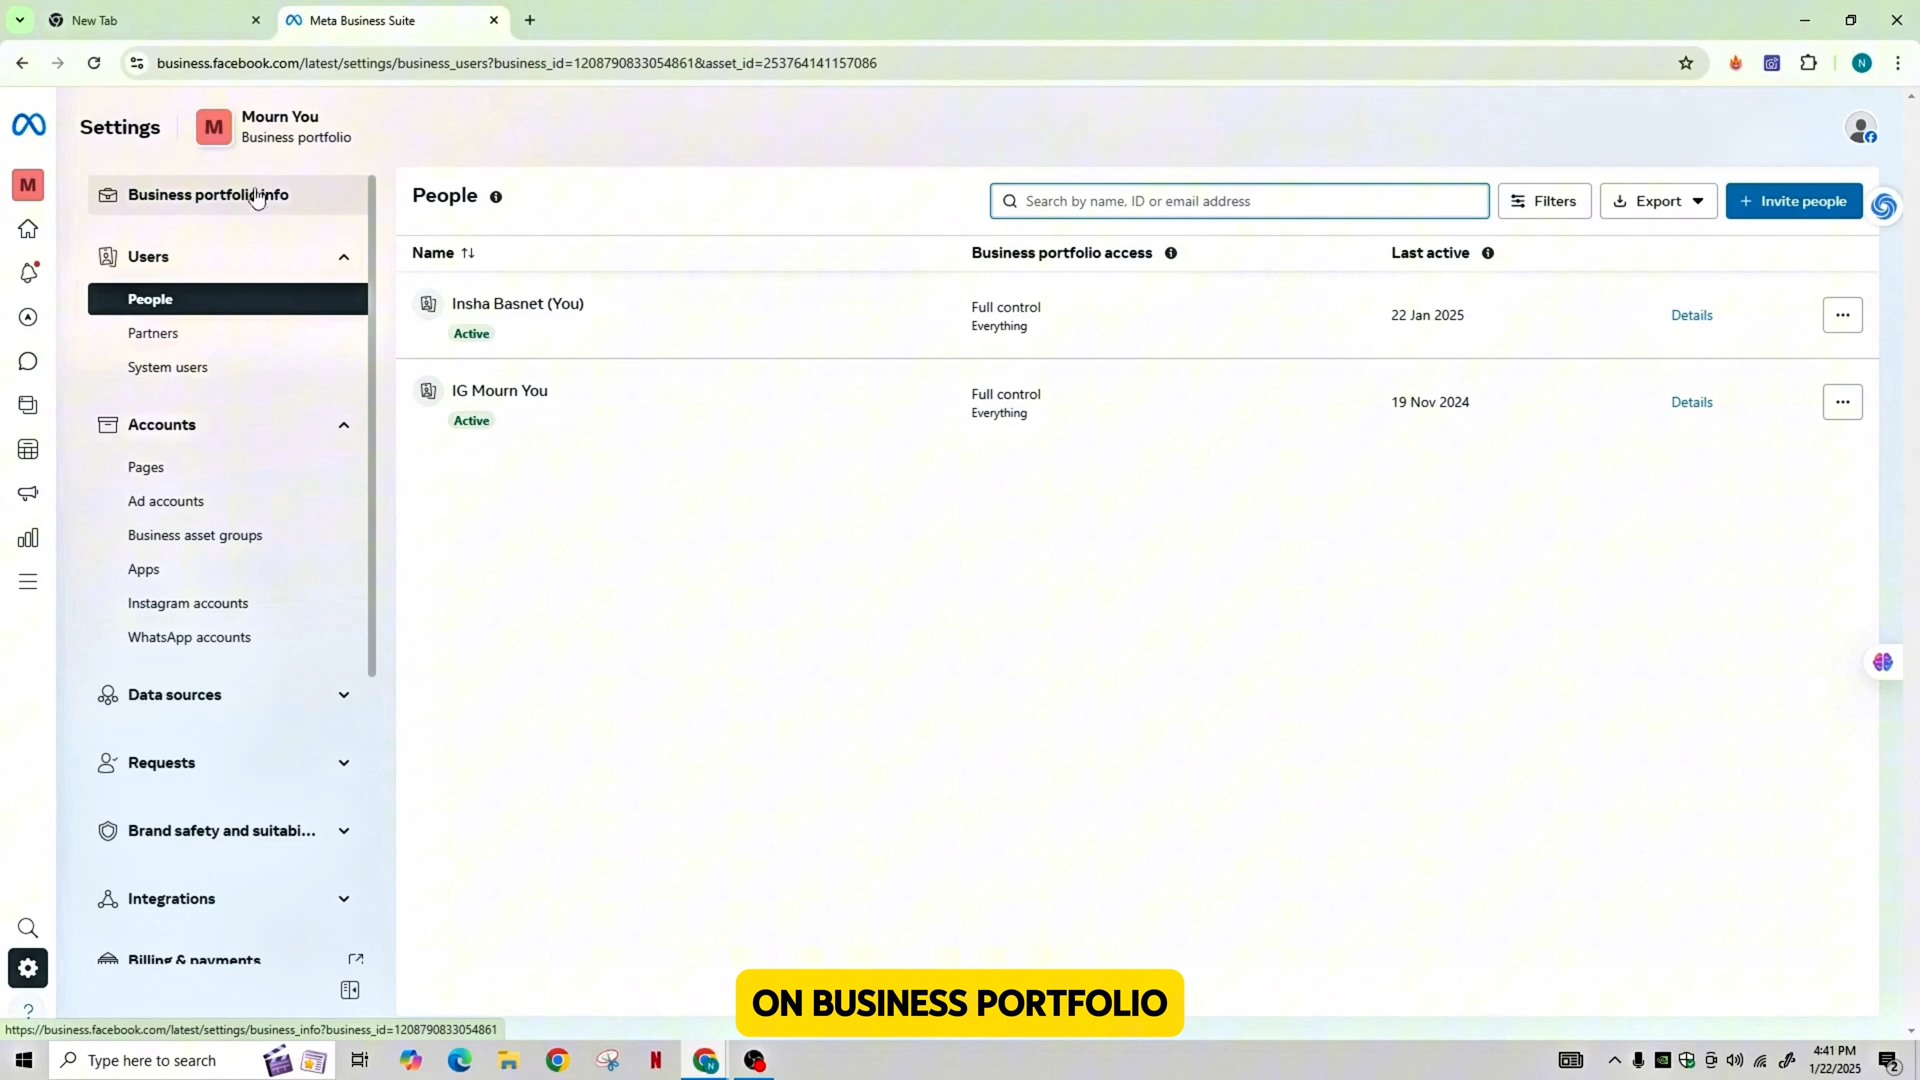 New Tab
Meta Business Suite
business.facebook.com/latest/settings/business_users?business_id=1208790833054861&asset_id=253764141157086
N
Settings
M
Mourn You
Business portfolio
M
Business portfolio info
Users
People
Partners
System users
Accounts
Pages
Ad accounts
Business asset groups
Apps
Instagram accounts
WhatsApp accounts
Data sources
Requests
Brand safety and suitabi...
Integrations
Billing & payments
People
Search by name, ID or email address
Filters
Export
+ Invite people
Name
Business portfolio access
Last active
Insha Basnet (You)
Active
Full control
Everything
22 Jan 2025
Details
IG Mourn You
Active
Full control
Everything
19 Nov 2024
Details
ON BUSINESS PORTFOLIO
https://business.facebook.com/latest/settings/business_info?business_id=1208790833054861
Type here to search
N
N
4:41 PM
1/22/2025
2